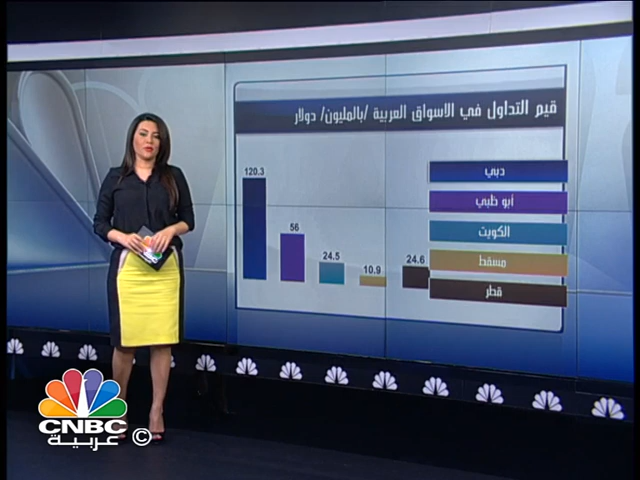 قيم التداول في الاسواق العربية /بالمليون/ دولار
120.3
56
24.5
10.9
24.6
دبي
أبو ظبي
الكويت
مسقط
قطر
CNBC
عربية ©